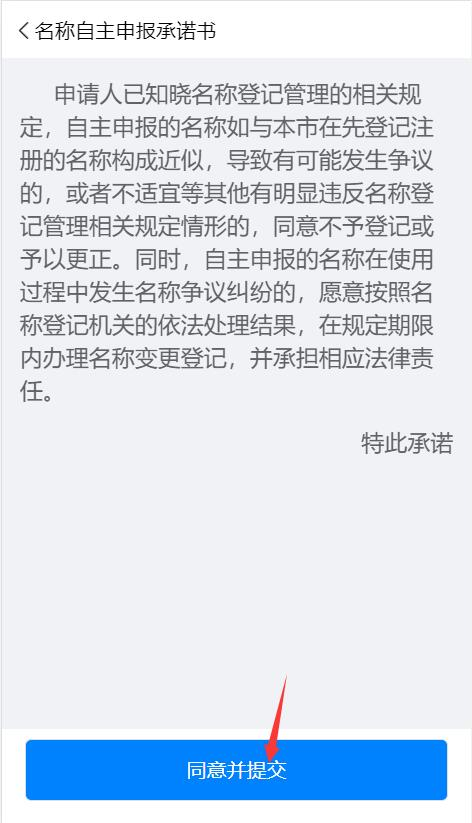 名称自主申报承诺书
申请人已知晓名称登记管理的相关规
定，自主申报的名称如与本市在先登记注
册的名称构成近似，导致有可能发生争议
的，或者不适宜等其他有明显违反名称登
记管理相关规定情形的，同意不予登记或
予以更正。同时，自主申报的名称在使用
过程中发生名称争议纠纷的，愿意按照名
称登记机关的依法处理结果，在规定期限
内办理名称变更登记，并承担相应法律责
任。
特此承诺
同意并提交